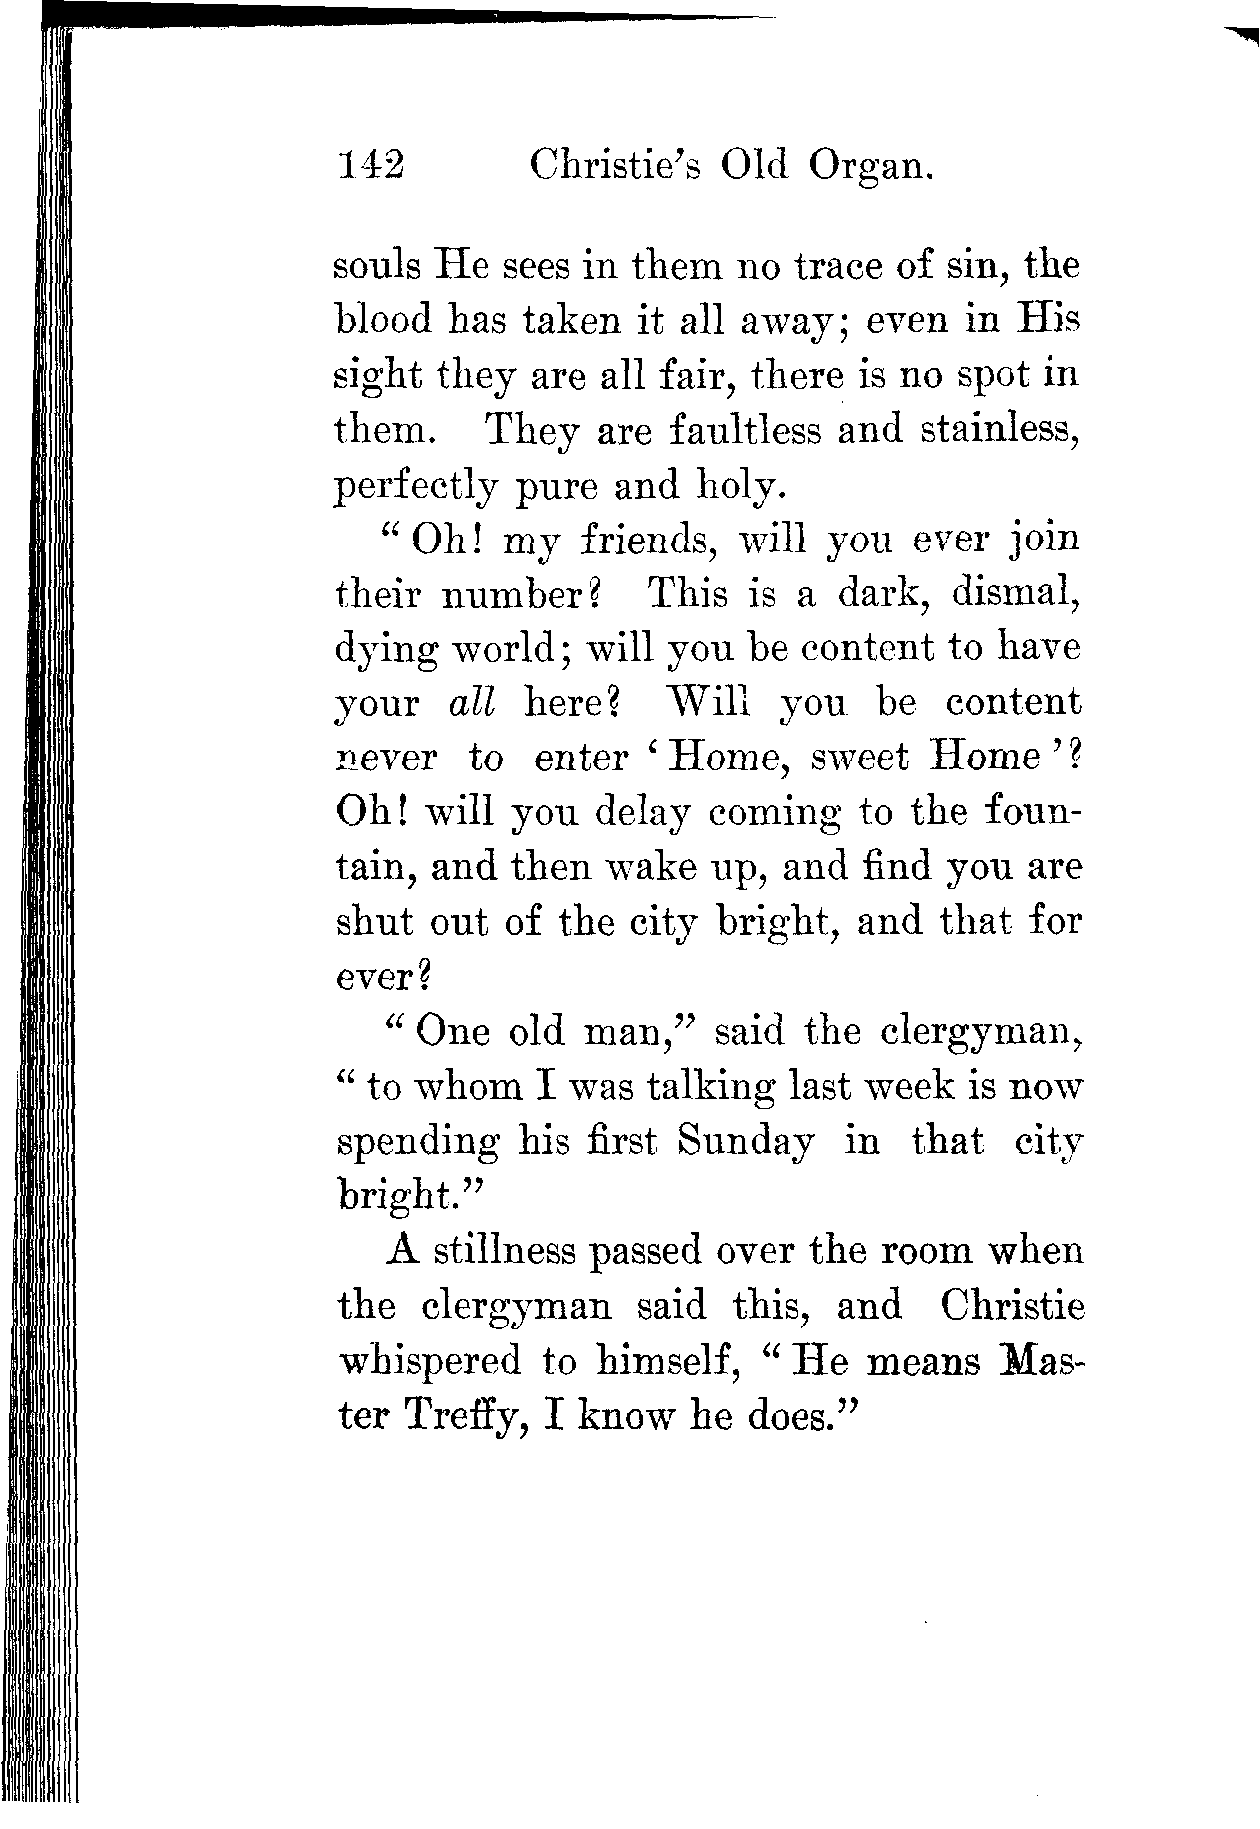 142 Christie's Old Organ.
souls He sees in them no trace of sin, the
blood has taken it all away; even in His
sight they are all fair, there is no spot in
them. They are faultless and stainless,
perfectly pure and holy.
“Oh! my friends, will you ever join
their number? This is a dark, dismal,
dying world; will you be content to have
your all here? Will you be content
never to enter ‘Home, sweet Home’?
Oh! will you delay coming to the foun-
tain, and then wake up, and find you are
shut out of the city bright, and that for
ever?
“One old man,” said the clergyman,
“to whom I was talking last week is now
spending his first Sunday in that city
bright.”
A stillness passed over the room when
the clergyman said this, and Christie
whispered to himself, “He means Mas-
ter Treffy, I know he does.”